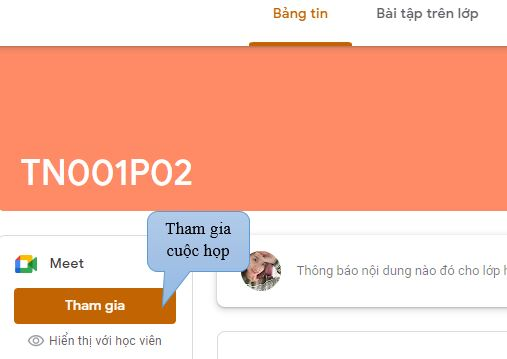 Bảng tin
Bài tập trên lớp
TN001P02
Tham gia
cuộc họp
Meet
Thông báo nội dung nào đó cho lớp h
Tham gia
Hiển thị với học viên